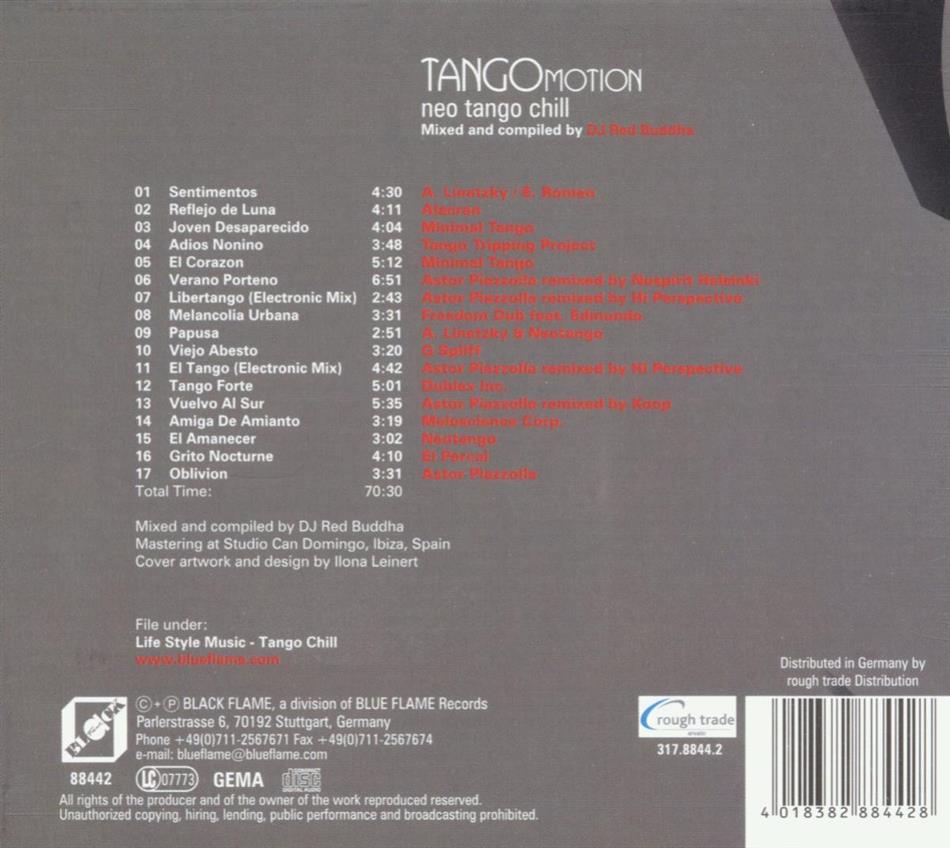 TANGOMOTION
neo tango chill
Mixed and compiled by DJ Red Buddha
01 Sentimentos 4:30 A. Linetzky / E. Romeo
02 Reflejo de Luna 4:11 Alacran
03 Joven Desaparecido 4:04 Minimal Tango
04 Adios Nonino 3:48 Tango Tripping Project
05 El Corazon 5:12 Minimal Tango
06 Verano Porteno 6:51 Astor Piazzolla remixed by Nuspirit Helsinki
07 Libertango (Electronic Mix) 2:43 Astor Piazzolla remixed by Hi Perspective
08 Melancolia Urbana 3:31 Freedom Dub feat. Edmundo
09 Papusa 2:51 A. Linetzky & Neotango
10 Viejo Abesto 3:20 G Spliff
11 El Tango (Electronic Mix) 4:42 Astor Piazzolla remixed by Hi Perspective
12 Tango Forte 5:01 Dublex Inc.
13 Vuelvo Al Sur 5:35 Astor Piazzolla remixed by Koop
14 Amiga De Amianto 3:19 Meloscience Corp.
15 El Amanecer 3:02 Neotango
16 Grito Nocturne 4:10 El Percal
17 Oblivion 3:31 Astor Piazzolla
Total Time: 70:30
Mixed and compiled by DJ Red Buddha
Mastering at Studio Can Domingo, Ibiza, Spain
Cover artwork and design by Ilona Leinert
File under:
Life Style Music - Tango Chill
www.blueflame.com
Distributed in Germany by
rough trade Distribution
BLACK
Ⓒ + Ⓟ BLACK FLAME, a division of BLUE FLAME Records
Parlerstrasse 6, 70192 Stuttgart, Germany
Phone +49(0)711-2567671 Fax +49(0)711-2567674
e-mail: blueflame@blueflame.com
rough trade
arvato
317.8844.2
88442 LC 07773 GEMA disc
DIGITAL AUDIO
All rights of the producer and of the owner of the work reproduced reserved.
Unauthorized copying, hiring, lending, public performance and broadcasting prohibited.
4 018382 884428